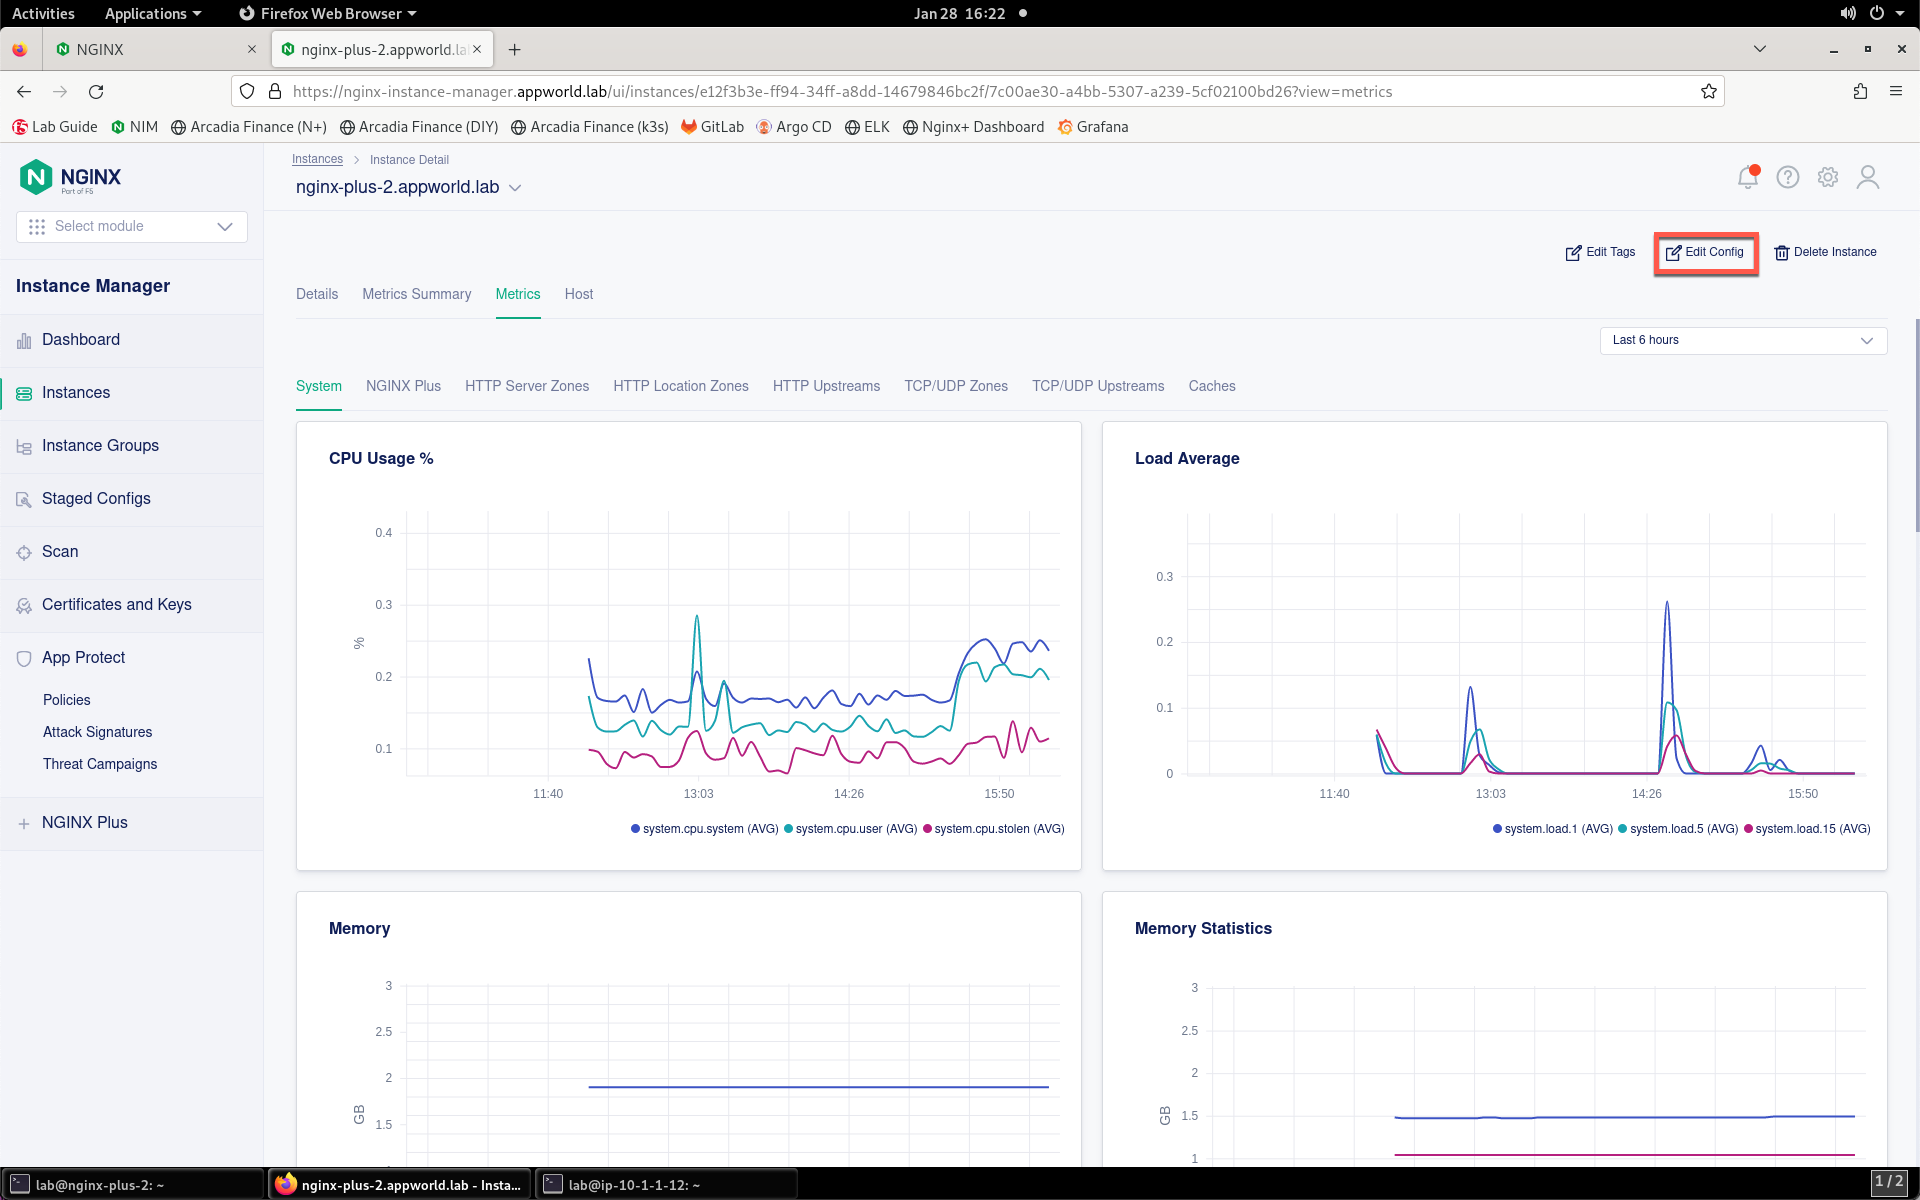 Activities Applications Firefox Web Browser Jan 28 16:22
NGINX nginx-plus-2.appworld.la
https://nginx-instance-manager.appworld.lab/ui/instances/e12f3b3e-ff94-34ff-a8dd-14679846bc2f/7c00ae30-a4bb-5307-a239-5cf02100bd26?view=metrics
Lab Guide NIM Arcadia Finance (N+) Arcadia Finance (DIY) Arcadia Finance (k3s) GitLab Argo CD ELK Nginx+ Dashboard Grafana
NGINX
Part of F5
Select module
Instance Manager
Dashboard
Instances
Instance Groups
Staged Configs
Scan
Certificates and Keys
App Protect
Policies
Attack Signatures
Threat Campaigns
NGINX Plus
Instances > Instance Detail
nginx-plus-2.appworld.lab
Edit Tags Edit Config Delete Instance
Details Metrics Summary Metrics Host
Last 6 hours
System NGINX Plus HTTP Server Zones HTTP Location Zones HTTP Upstreams TCP/UDP Zones TCP/UDP Upstreams Caches
CPU Usage %
0.4
0.3
%
0.2
0.1
11:40 13:03 14:26 15:50
system.cpu.system (AVG) system.cpu.user (AVG) system.cpu.stolen (AVG)
Load Average
0.3
0.2
0.1
0
11:40 13:03 14:26 15:50
system.load.1 (AVG) system.load.5 (AVG) system.load.15 (AVG)
Memory
3
2.5
2
GB
1.5
Memory Statistics
3
2.5
2
GB
1.5
1
lab@nginx-plus-2: ~ nginx-plus-2.appworld.lab - Insta... lab@ip-10-1-1-12: ~ 1 / 2